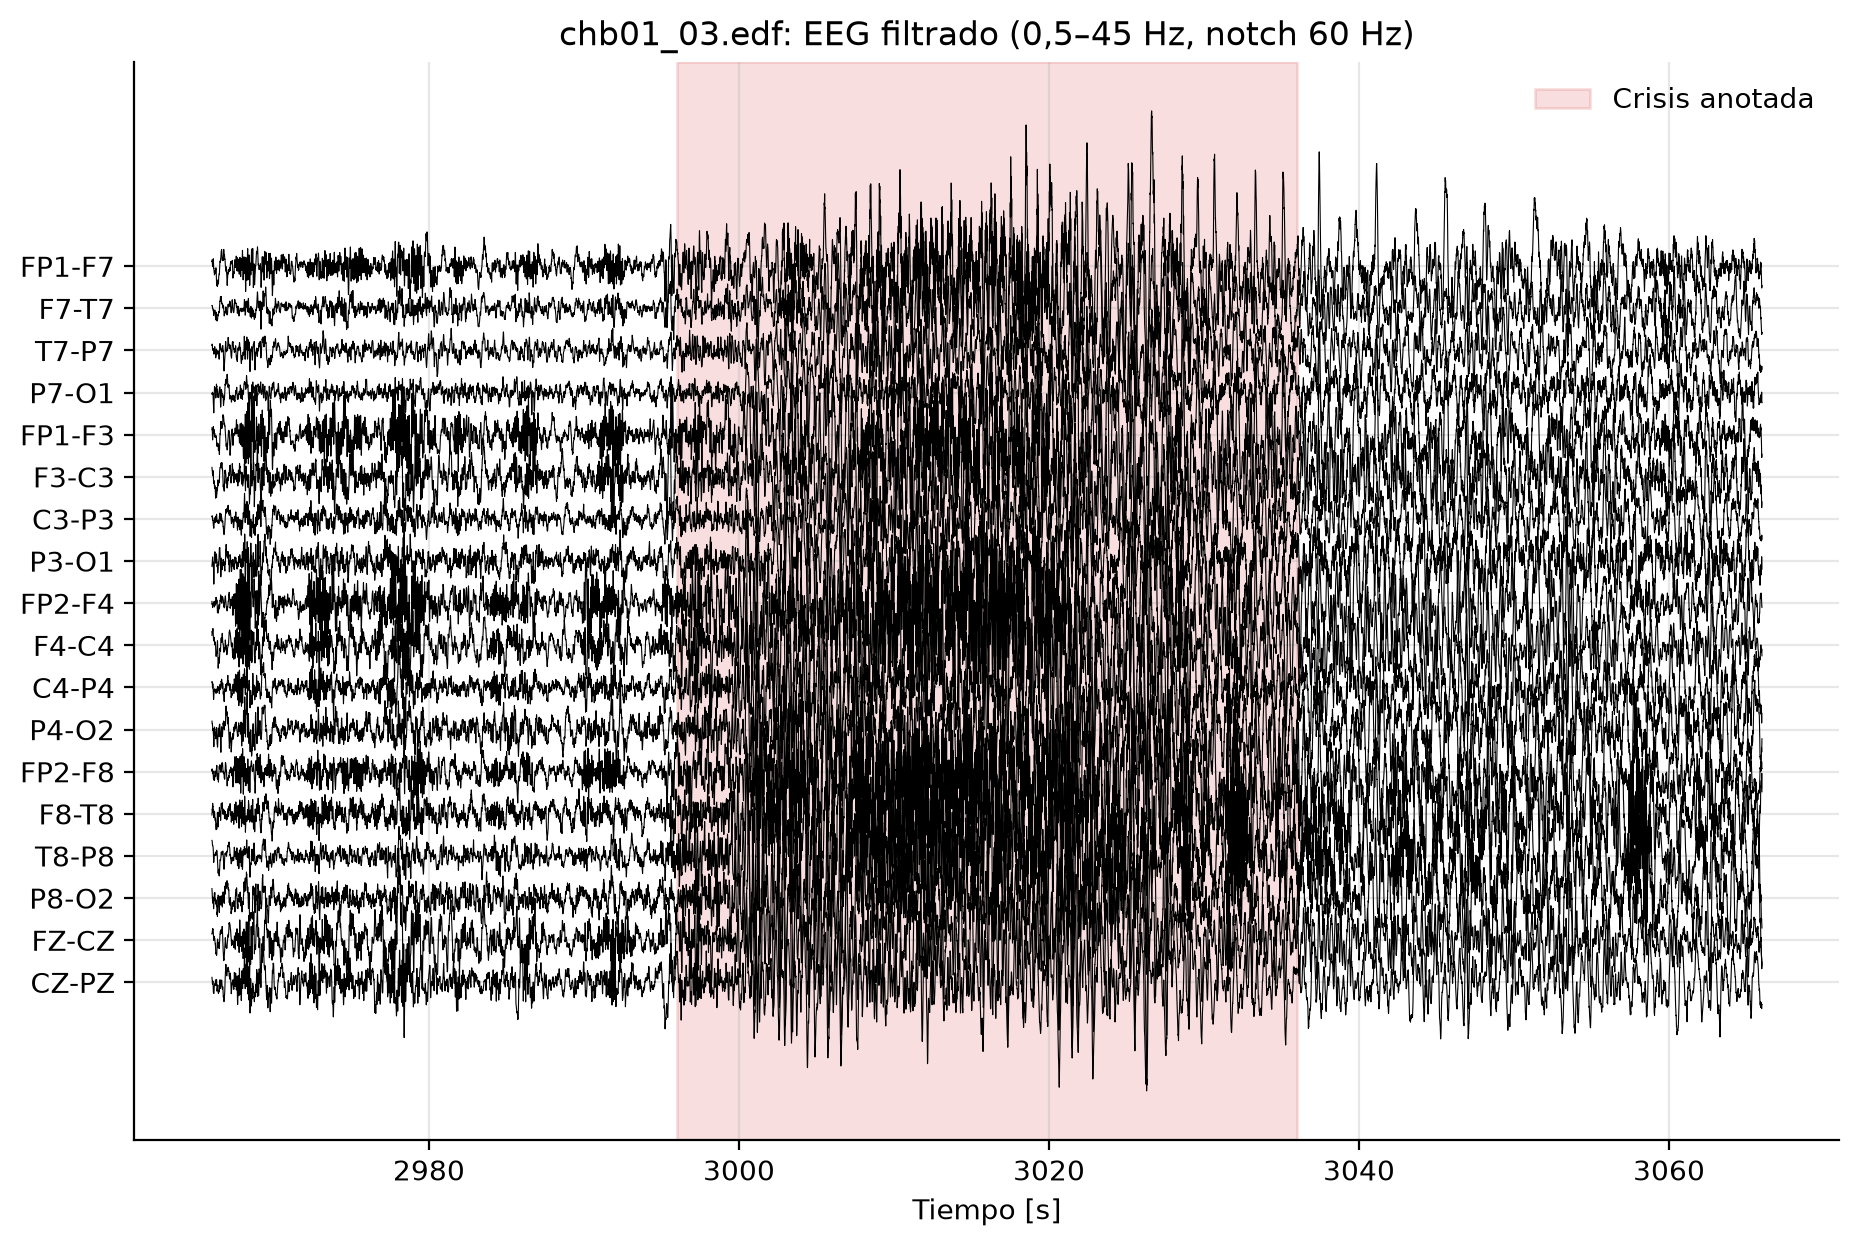 chb01_03.edf: EEG filtrado (0,5–45 Hz, notch 60 Hz)
Crisis anotada
FP1-F7
F7-T7
T7-P7
P7-O1
FP1-F3
F3-C3
C3-P3
P3-O1
FP2-F4
F4-C4
C4-P4
P4-O2
FP2-F8
F8-T8
T8-P8
P8-O2
FZ-CZ
CZ-PZ
2980 3000 3020 3040 3060
Tiempo [s]